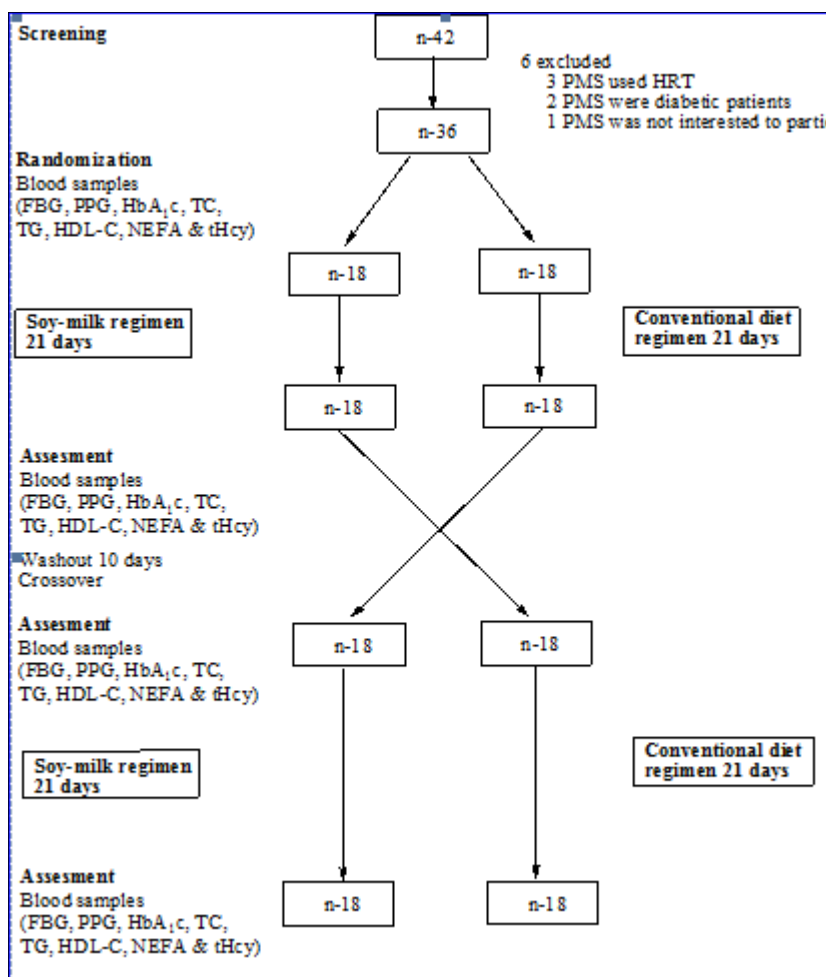 Screening
n-42
6 excluded
3 PMS used HRT
2 PMS were diabetic patients
1 PMS was not interested to partic
n-36
Randomization
Blood samples
(FBG, PPG, HbA₁c, TC,
TG, HDL-C, NEFA & tHcy)
n-18
n-18
Soy-milk regimen
21 days
Conventional diet
regimen 21 days
n-18
n-18
Assesment
Blood samples
(FBG, PPG, HbA₁c, TC,
TG, HDL-C, NEFA & tHcy)
Washout 10 days
Crossover
Assesment
Blood samples
(FBG, PPG, HbA₁c, TC,
TG, HDL-C, NEFA & tHcy)
n-18
n-18
Soy-milk regimen
21 days
Conventional diet
regimen 21 days
Assesment
Blood samples
(FBG, PPG, HbA₁c, TC,
TG, HDL-C, NEFA & tHcy)
n-18
n-18